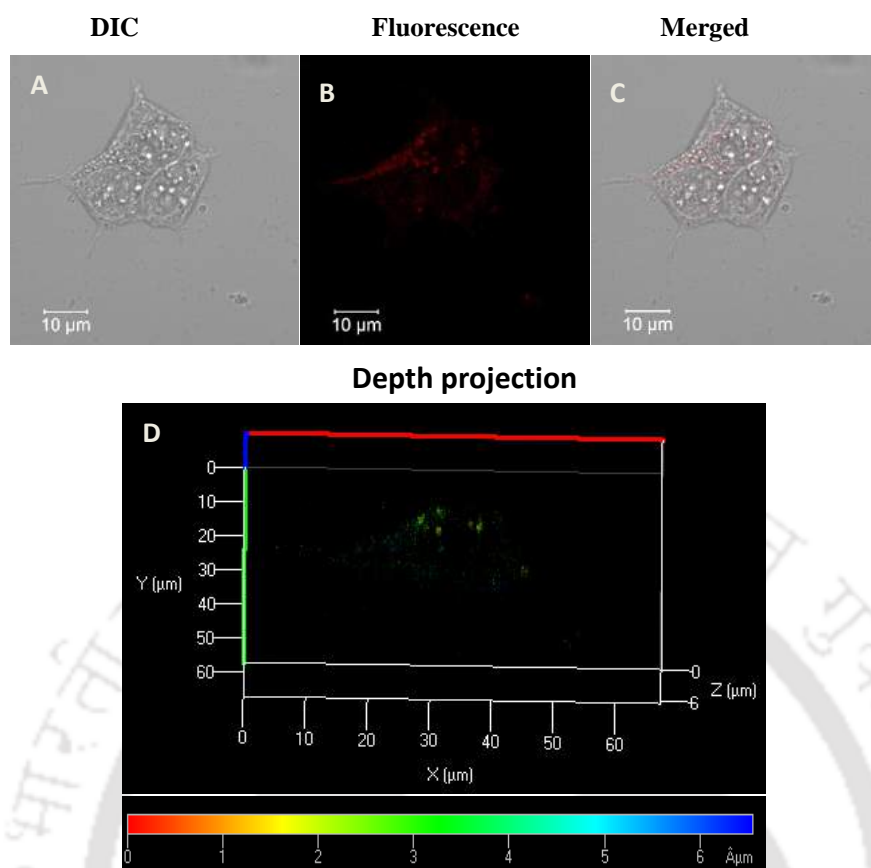 DIC Fluorescence Merged
A B C
10 µm 10 µm 10 µm
Depth projection
D
0
10
20
30
Y (µm)
40
50
60
0
Z (µm)
6
0 10 20 30 40 50 60
X (µm)
0 1 2 3 4 5 6 Âµm